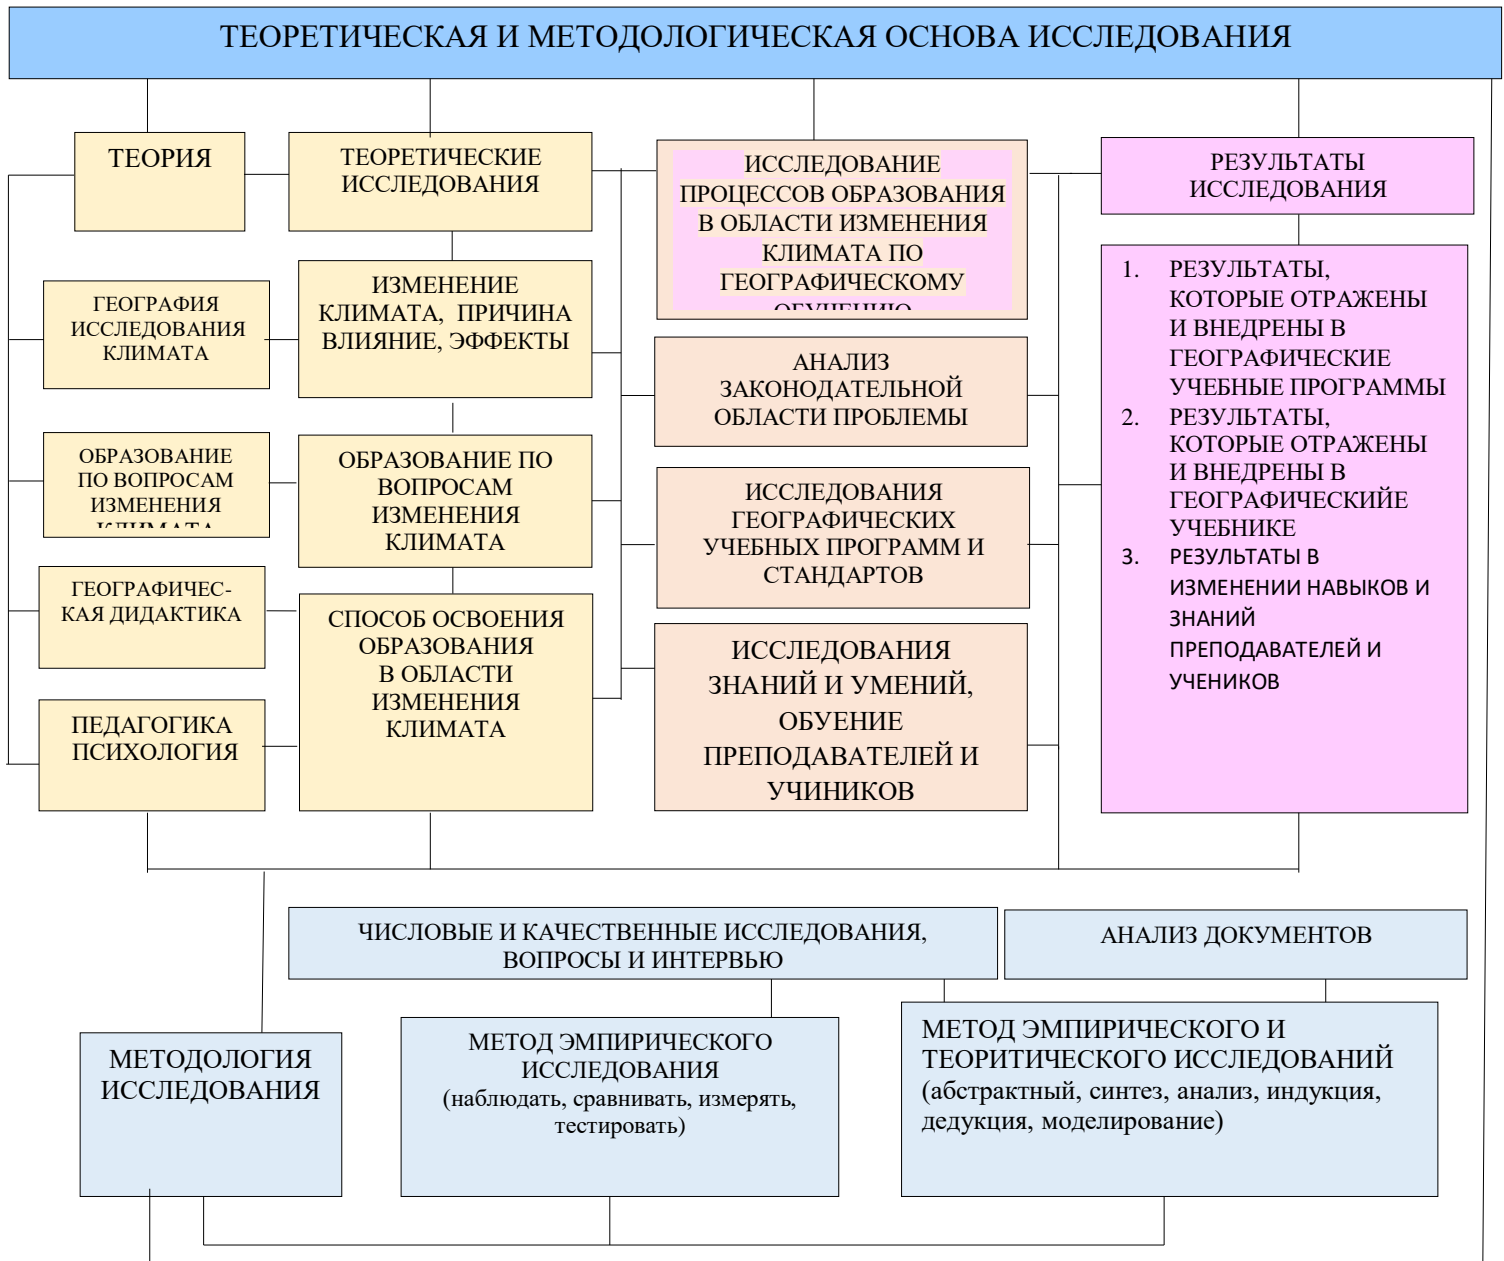 ТЕОРЕТИЧЕСКАЯ И МЕТОДОЛОГИЧЕСКАЯ ОСНОВА ИССЛЕДОВАНИЯ
ТЕОРИЯ
ТЕОРЕТИЧЕСКИЕ
ИССЛЕДОВАНИЯ
ИССЛЕДОВАНИЕ
ПРОЦЕССОВ ОБРАЗОВАНИЯ
В ОБЛАСТИ ИЗМЕНЕНИЯ
КЛИМАТА ПО
ГЕОГРАФИЧЕСКОМУ
ОБУЧЕНИЮ
РЕЗУЛЬТАТЫ
ИССЛЕДОВАНИЯ
ГЕОГРАФИЯ
ИССЛЕДОВАНИЯ
КЛИМАТА
ИЗМЕНЕНИЕ
КЛИМАТА, ПРИЧИНА
ВЛИЯНИЕ, ЭФФЕКТЫ
АНАЛИЗ
ЗАКОНОДАТЕЛЬНОЙ
ОБЛАСТИ ПРОБЛЕМЫ
1. РЕЗУЛЬТАТЫ,
КОТОРЫЕ ОТРАЖЕНЫ
И ВНЕДРЕНЫ В
ГЕОГРАФИЧЕСКИЕ
УЧЕБНЫЕ ПРОГРАММЫ
2. РЕЗУЛЬТАТЫ,
КОТОРЫЕ ОТРАЖЕНЫ
И ВНЕДРЕНЫ В
ГЕОГРАФИЧЕСКИЙЕ
УЧЕБНИКЕ
3. РЕЗУЛЬТАТЫ В
ИЗМЕНЕНИИ НАВЫКОВ И
ЗНАНИЙ
ПРЕПОДАВАТЕЛЕЙ И
УЧЕНИКОВ
ОБРАЗОВАНИЕ
ПО ВОПРОСАМ
ИЗМЕНЕНИЯ
КЛИМАТА
ОБРАЗОВАНИЕ ПО
ВОПРОСАМ
ИЗМЕНЕНИЯ
КЛИМАТА
ИССЛЕДОВАНИЯ
ГЕОГРАФИЧЕСКИХ
УЧЕБНЫХ ПРОГРАММ И
СТАНДАРТОВ
ГЕОГРАФИЧЕС-
КАЯ ДИДАКТИКА
СПОСОБ ОСВОЕНИЯ
ОБРАЗОВАНИЯ
В ОБЛАСТИ
ИЗМЕНЕНИЯ
КЛИМАТА
ИССЛЕДОВАНИЯ
ЗНАНИЙ И УМЕНИЙ,
ОБУЕНИЕ
ПРЕПОДАВАТЕЛЕЙ И
УЧИНИКОВ
ПЕДАГОГИКА
ПСИХОЛОГИЯ
ЧИСЛОВЫЕ И КАЧЕСТВЕННЫЕ ИССЛЕДОВАНИЯ,
ВОПРОСЫ И ИНТЕРВЬЮ
АНАЛИЗ ДОКУМЕНТОВ
МЕТОДОЛОГИЯ
ИССЛЕДОВАНИЯ
МЕТОД ЭМПИРИЧЕСКОГО
ИССЛЕДОВАНИЯ
(наблюдать, сравнивать, измерять,
тестировать)
МЕТОД ЭМПИРИЧЕСКОГО И
ТЕОРИТИЧЕСКОГО ИССЛЕДОВАНИЙ
(абстрактный, синтез, анализ, индукция,
дедукция, моделирование)